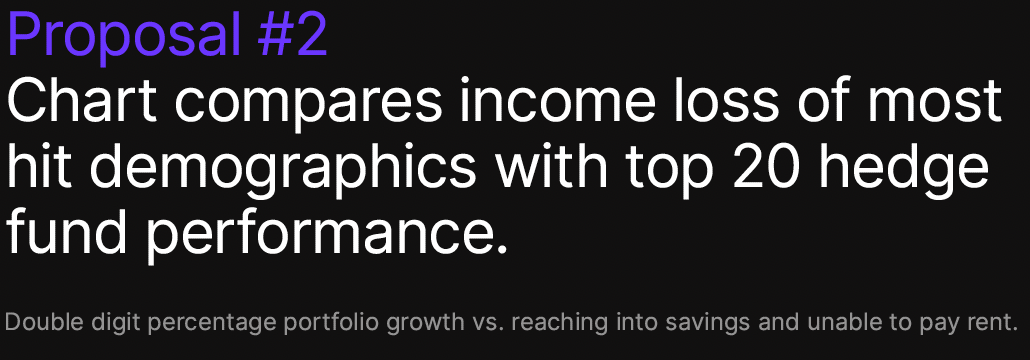 Proposal #2
Chart compares income loss of most
hit demographics with top 20 hedge
fund performance.
Double digit percentage portfolio growth vs. reaching into savings and unable to pay rent.